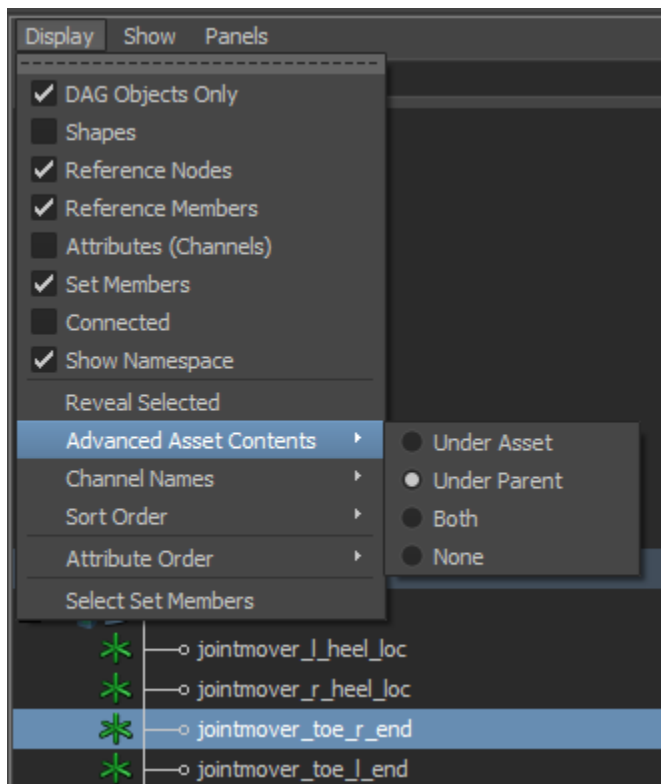 Display Show Panels
DAG Objects Only
Shapes
Reference Nodes
Reference Members
Attributes (Channels)
Set Members
Connected
Show Namespace
Reveal Selected
Advanced Asset Contents
Under Asset
Under Parent
Both
None
Channel Names
Sort Order
Attribute Order
Select Set Members
jointmover_l_heel_loc
jointmover_r_heel_loc
jointmover_toe_r_end
jointmover_toe_l_end